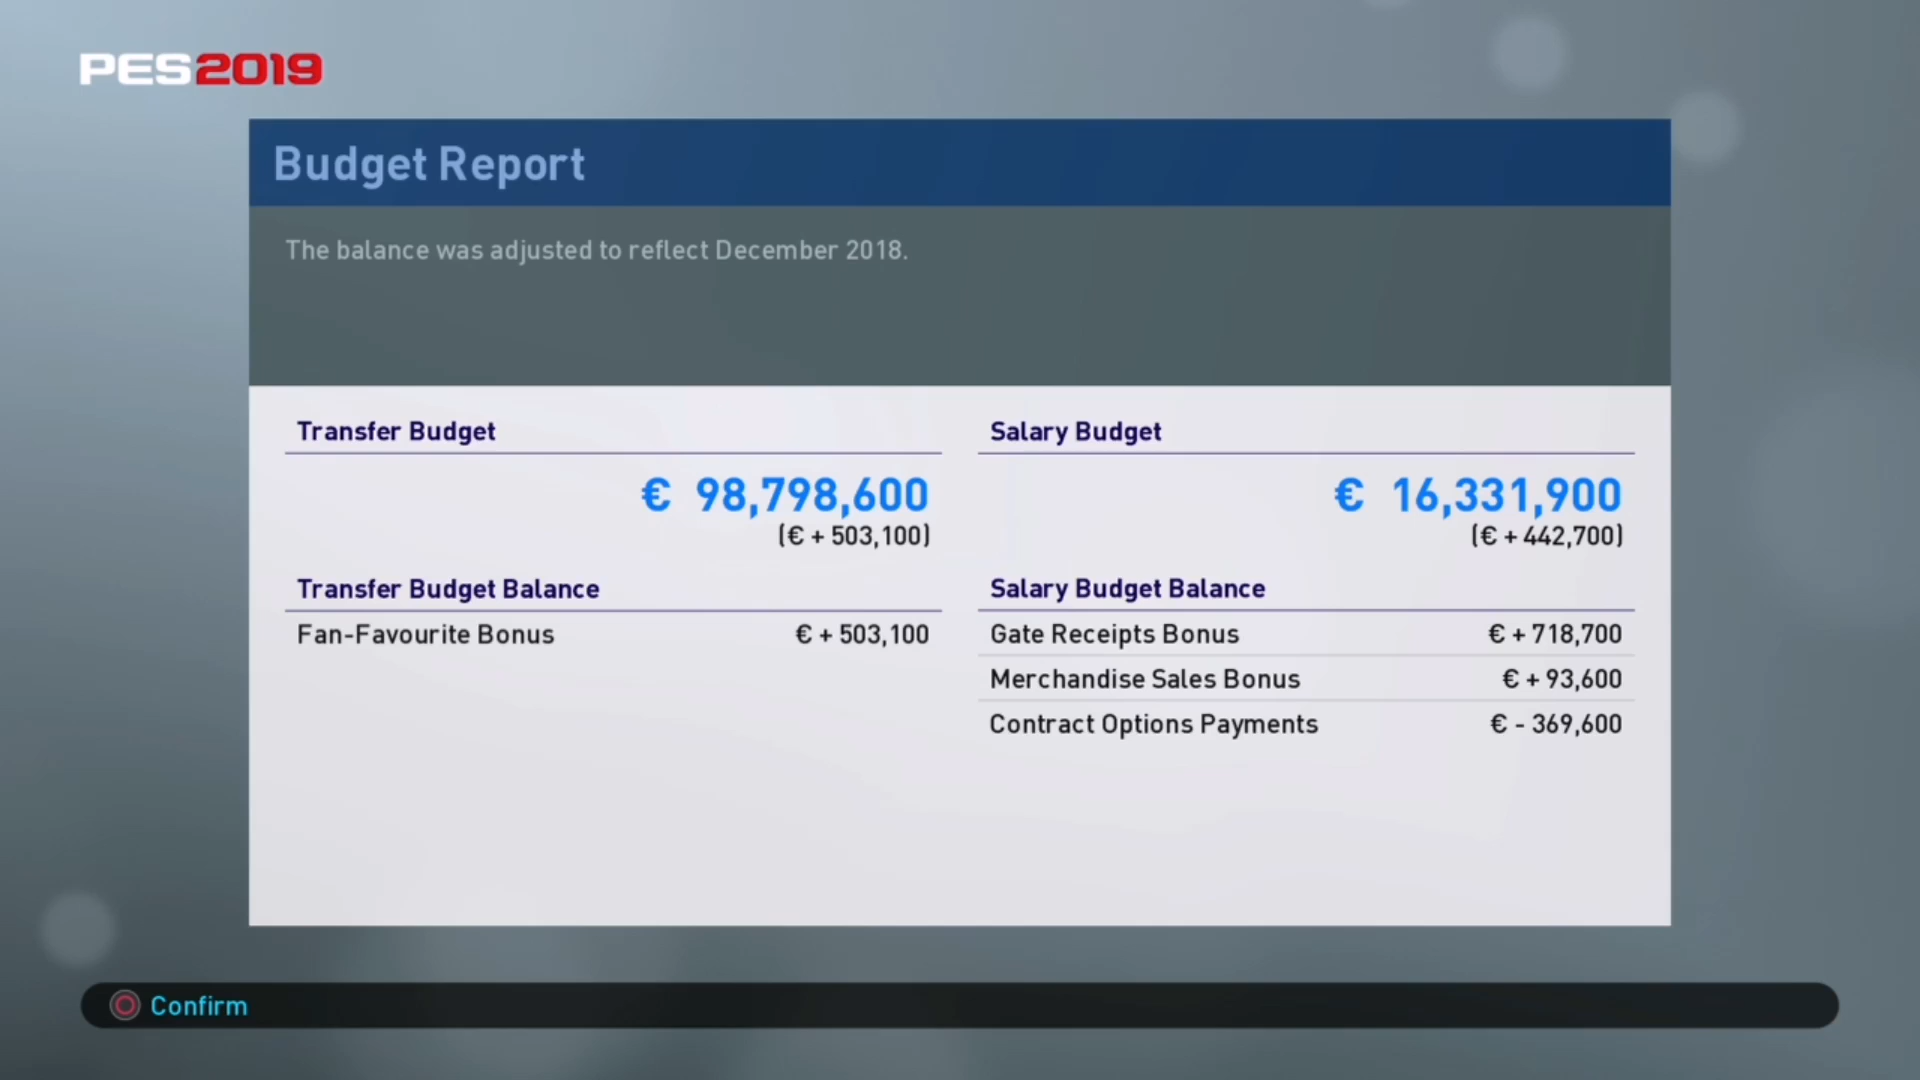 PES2019
Budget Report
The balance was adjusted to reflect December 2018.
Transfer Budget
€ 98,798,600
(€ + 503,100)
Transfer Budget Balance
Fan-Favourite Bonus € + 503,100
Salary Budget
€ 16,331,900
(€ + 442,700)
Salary Budget Balance
Gate Receipts Bonus € + 718,700
Merchandise Sales Bonus € + 93,600
Contract Options Payments € - 369,600
Confirm